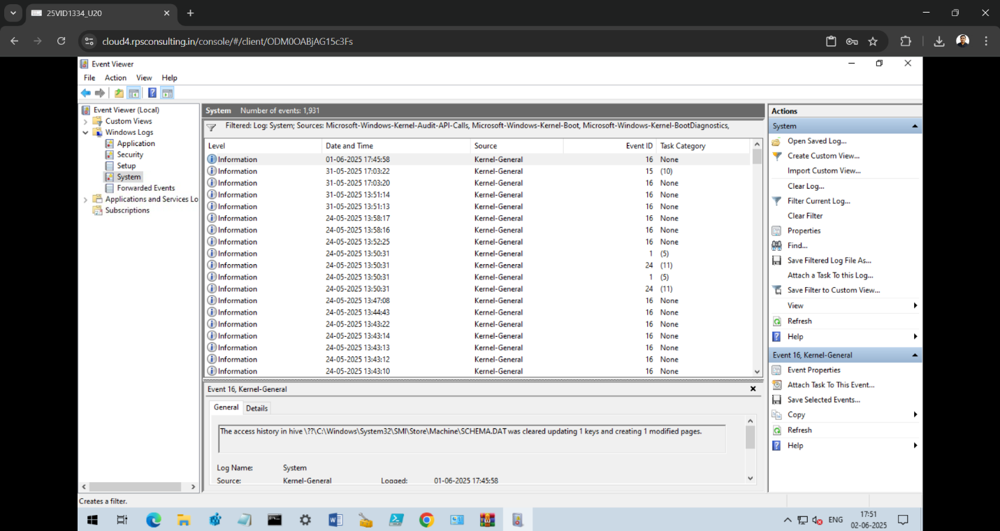 25VID1334_U20
cloud4.rpsconsulting.in/console/#/client/ODM0OABjAG15c3Fs
Event Viewer
File Action View Help
Event Viewer (Local)
Custom Views
Windows Logs
Application
Security
Setup
System
Forwarded Events
Applications and Services Lo
Subscriptions
System Number of events: 1,931
Filtered: Log: System; Sources: Microsoft-Windows-Kernel-Audit-API-Calls, Microsoft-Windows-Kernel-Boot, Microsoft-Windows-Kernel-BootDiagnostics,
Level Date and Time Source Event ID Task Category
Information 01-06-2025 17:45:58 Kernel-General 16 None
Information 31-05-2025 17:03:22 Kernel-General 15 (10)
Information 31-05-2025 17:03:20 Kernel-General 16 None
Information 31-05-2025 13:51:14 Kernel-General 16 None
Information 31-05-2025 13:51:13 Kernel-General 16 None
Information 24-05-2025 13:58:17 Kernel-General 16 None
Information 24-05-2025 13:58:16 Kernel-General 16 None
Information 24-05-2025 13:52:25 Kernel-General 16 None
Information 24-05-2025 13:50:31 Kernel-General 1 (5)
Information 24-05-2025 13:50:31 Kernel-General 24 (11)
Information 24-05-2025 13:50:31 Kernel-General 1 (5)
Information 24-05-2025 13:50:31 Kernel-General 24 (11)
Information 24-05-2025 13:47:08 Kernel-General 16 None
Information 24-05-2025 13:44:43 Kernel-General 16 None
Information 24-05-2025 13:43:22 Kernel-General 16 None
Information 24-05-2025 13:43:14 Kernel-General 16 None
Information 24-05-2025 13:43:13 Kernel-General 16 None
Information 24-05-2025 13:43:12 Kernel-General 16 None
Information 24-05-2025 13:43:10 Kernel-General 16 None
Event 16, Kernel-General
General Details
The access history in hive \??\C:\Windows\System32\SMI\Store\Machine\SCHEMA.DAT was cleared updating 1 keys and creating 1 modified pages.
Log Name: System
Source: Kernel-General Logged: 01-06-2025 17:45:58
Actions
System
Open Saved Log...
Create Custom View...
Import Custom View...
Clear Log...
Filter Current Log...
Clear Filter
Properties
Find...
Save Filtered Log File As...
Attach a Task To this Log...
Save Filter to Custom View...
View
Refresh
Help
Event 16, Kernel-General
Event Properties
Attach Task To This Event...
Save Selected Events...
Copy
Refresh
Help
Creates a filter.
ENG
17:51
02-06-2025